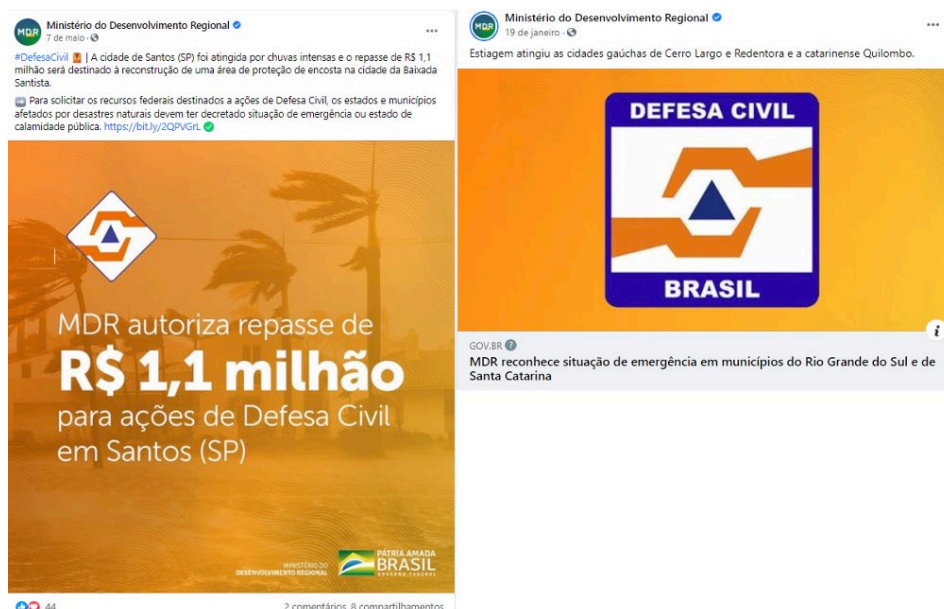 MDR
Ministério do Desenvolvimento Regional
7 de maio ·
#DefesaCivil | A cidade de Santos (SP) foi atingida por chuvas intensas e o repasse de R$ 1,1
milhão será destinado à reconstrução de uma área de proteção de encosta na cidade da Baixada
Santista.
Para solicitar os recursos federais destinados a ações de Defesa Civil, os estados e municípios
afetados por desastres naturais devem ter decretado situação de emergência ou estado de
calamidade pública. https://bit.ly/2QPVGrL
MDR autoriza repasse de
R$ 1,1 milhão
para ações de Defesa Civil
em Santos (SP)
MINISTÉRIO DO
DESENVOLVIMENTO REGIONAL
PÁTRIA AMADA
BRASIL
GOVERNO FEDERAL
44
2 comentários 8 compartilhamentos
MDR
Ministério do Desenvolvimento Regional
19 de janeiro ·
Estiagem atingiu as cidades gaúchas de Cerro Largo e Redentora e a catarinense Quilombo.
DEFESA CIVIL
BRASIL
GOV.BR
MDR reconhece situação de emergência em municípios do Rio Grande do Sul e de
Santa Catarina